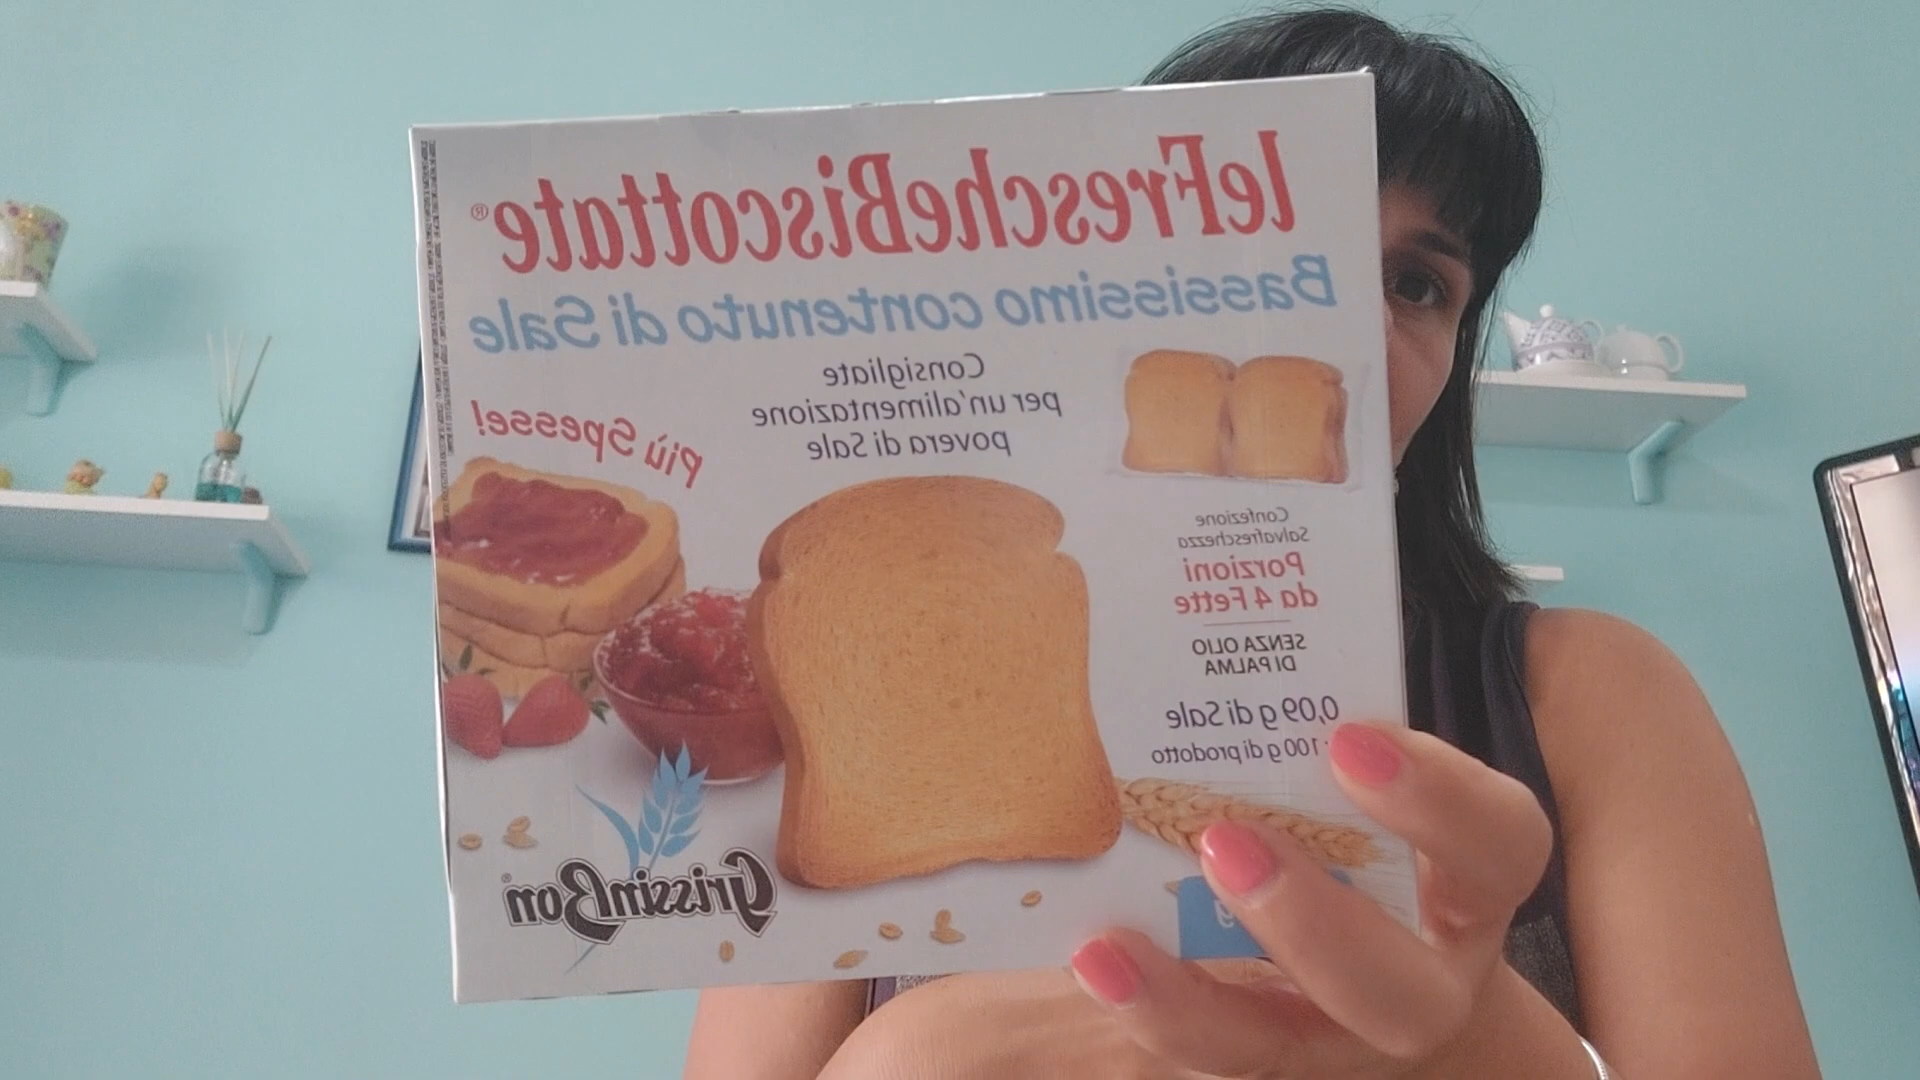 leFrescheBiscottate®
Bassissimo contenuto di Sale
Consigliate
per un'alimentazione
povera di Sale
più Spesse!
Confezione
Salvafreschezza
Porzioni
da 4 Fette
SENZA OLIO
DI PALMA
0,09 g di Sale
100 g di prodotto
GrissinBon®
g